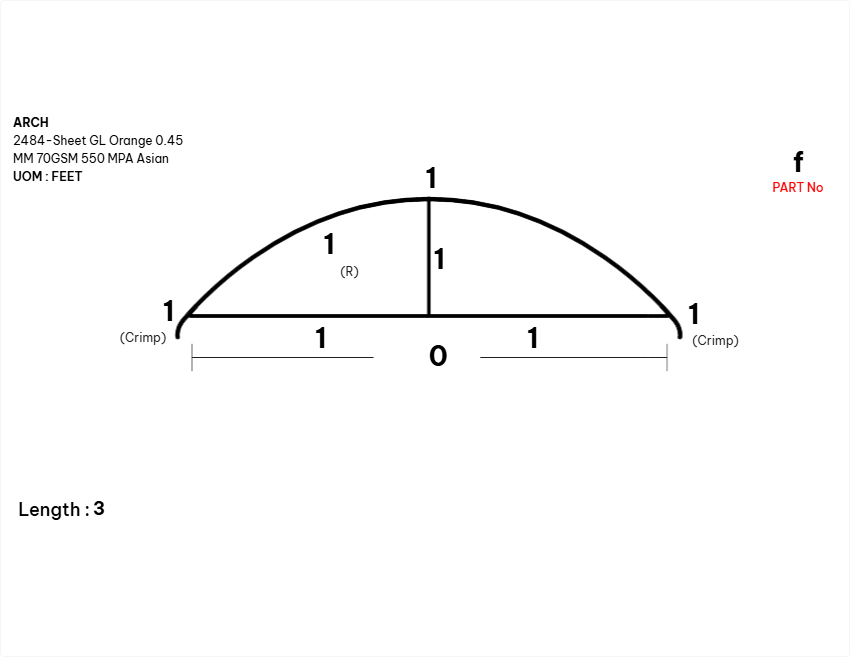 ARCH
2484-Sheet GL Orange 0.45
MM 70GSM 550 MPA Asian
UOM : FEET
f
PART No
1
1
(R)
1
1
(Crimp)
1
(Crimp)
1
1
0
Length : 3